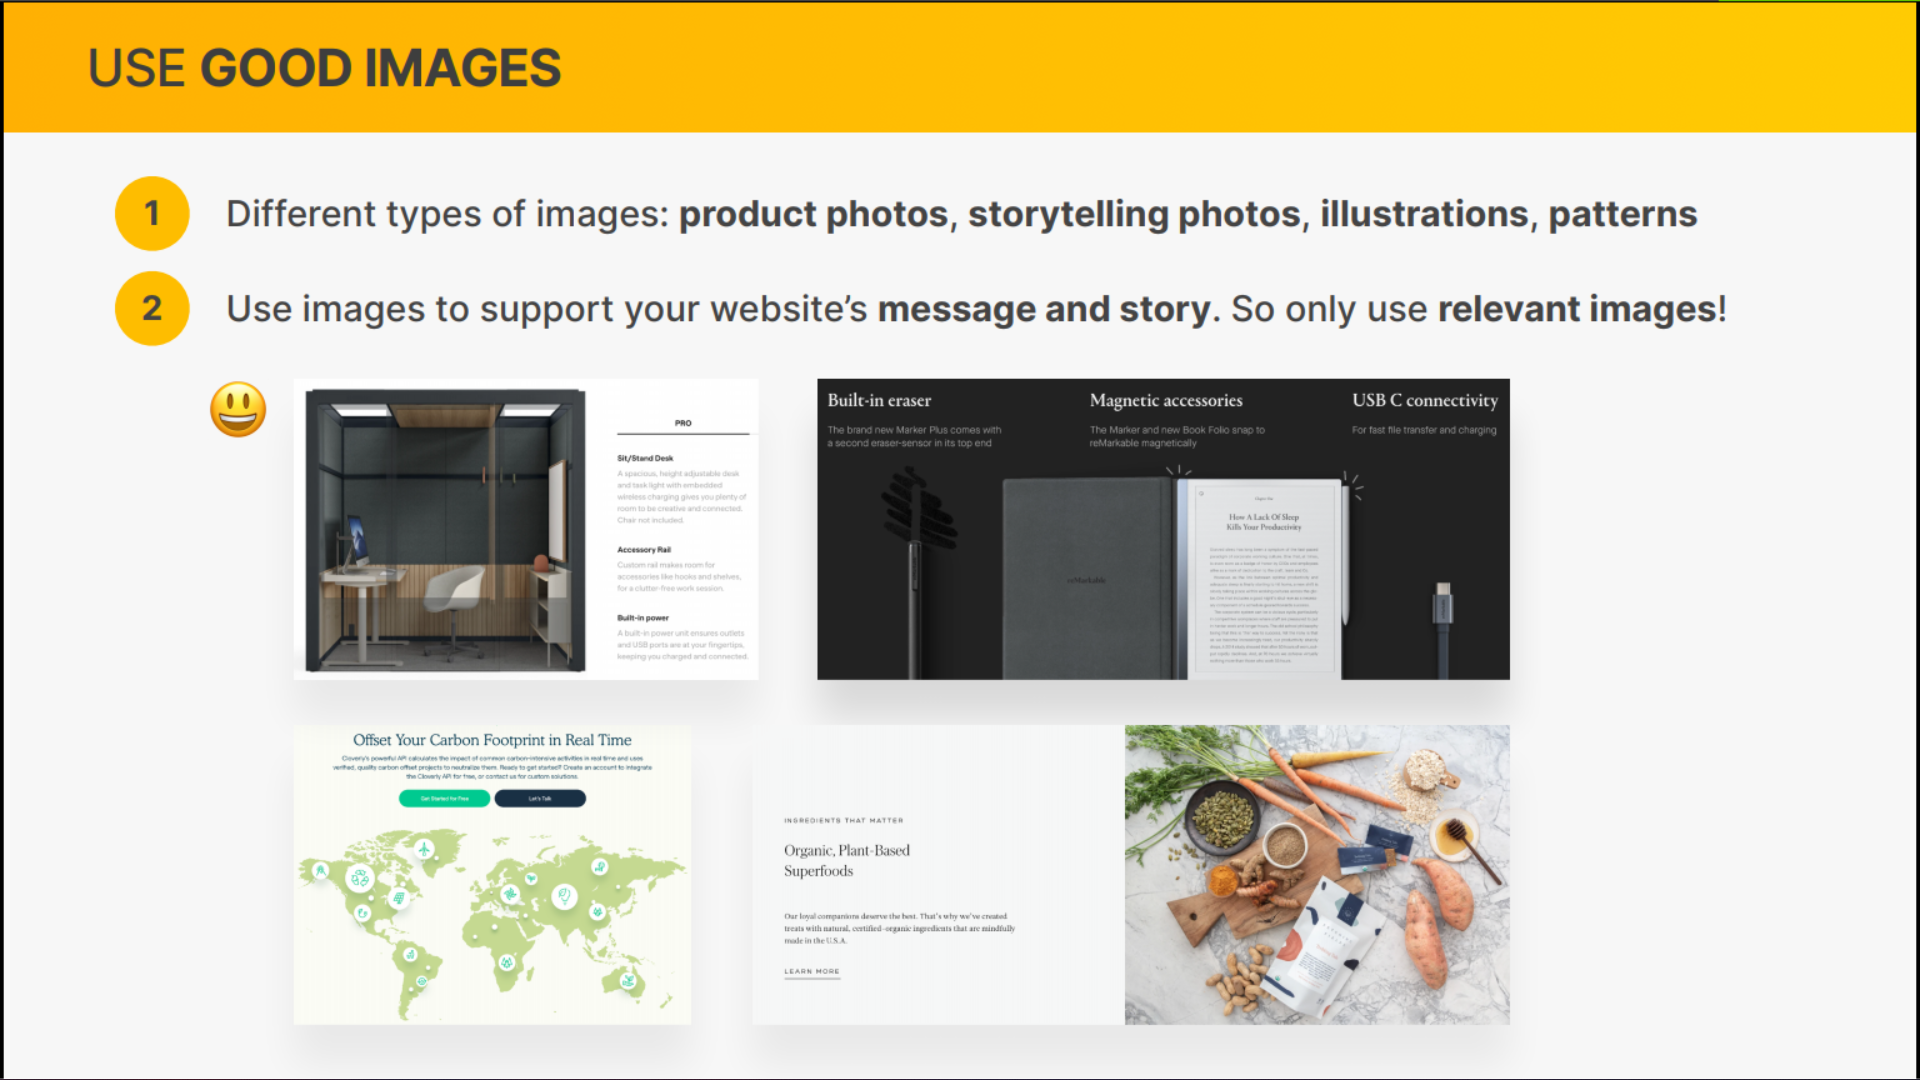 USE GOOD IMAGES
1
Different types of images: product photos, storytelling photos, illustrations, patterns
2
Use images to support your website's message and story. So only use relevant images!
PRO
Sit/Stand Desk
A spacious, height adjustable desk
and task light with embedded
wireless charging gives you plenty of
room to be creative and connected.
Chair not included.
Accessory Rail
Custom rail makes room for
accessories like hooks and shelves,
for a clutter-free work session.
Built-in power
A built-in power unit ensures outlets
and USB ports are at your fingertips,
keeping you charged and connected.
Built-in eraser
The brand new Marker Plus comes with
a second eraser-sensor in its top end
Magnetic accessories
The Marker and new Book Folio snap to
reMarkable magnetically
USB C connectivity
For fast file transfer and charging
reMarkable
How A Lack Of Sleep
Kills Your Productivity
Offset Your Carbon Footprint in Real Time
Cloverly's powerful API calculates the impact of common carbon-intensive activities in real time and uses
verified, quality carbon offset projects to neutralize them. Ready to get started? Create an account to integrate
the Cloverly API for free, or contact us for custom solutions.
Get Started for Free
Let's Talk
INGREDIENTS THAT MATTER
Organic, Plant-Based
Superfoods
Our loyal companions deserve the best. That's why we've created
treats with natural, certified-organic ingredients that are mindfully
made in the U.S.A.
LEARN MORE